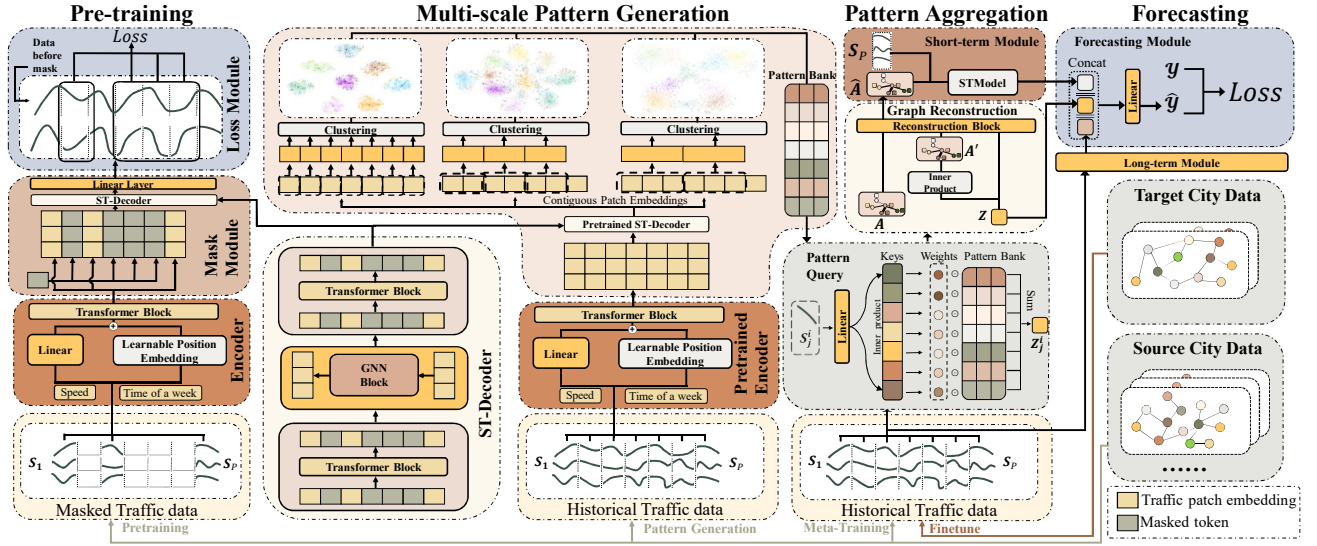 Pre-training
Multi-scale Pattern Generation
Pattern Aggregation
Forecasting
Data
before
mask
Loss
Loss Module
Linear Layer
ST-Decoder
Mask
Module
Transformer Block
+
Linear
Learnable Position
Embedding
Speed
Time of a week
Encoder
S₁
S_P
Masked Traffic data
Pretraining
Clustering
Clustering
Clustering
Contiguous Patch Embeddings
Pretrained ST-Decoder
Pattern Bank
Transformer Block
GNN
Block
Transformer Block
ST-Decoder
Transformer Block
+
Linear
Learnable Position
Embedding
Speed
Time of a week
Pretrained
Encoder
S₁
S_P
Historical Traffic data
Pattern Generation
Short-term Module
S_P
Â
STModel
Graph Reconstruction
Reconstruction Block
A'
Inner
Product
A
Z
Pattern
Query
Keys
Weights
Pattern Bank
S_j^i
Linear
Inner product
Sum
Z_j^i
S₁
S_P
Historical Traffic data
Meta-Training
Finetune
Forecasting Module
Concat
Linear
y
ŷ
Loss
Long-term Module
Target City Data
Source City Data
......
Traffic patch embedding
Masked token